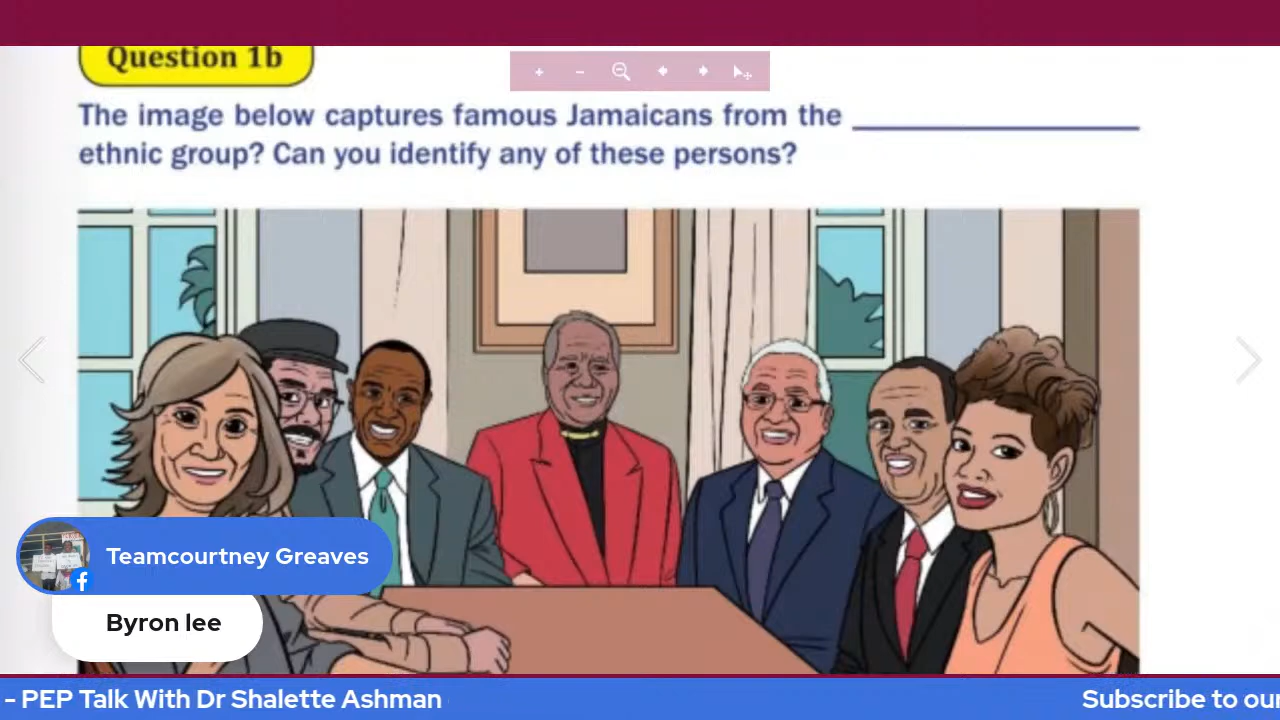 Question 1b
The image below captures famous Jamaicans from the ____________________
ethnic group? Can you identify any of these persons?
Teamcourtney Greaves
Byron lee
- PEP Talk With Dr Shalette Ashman
Subscribe to our